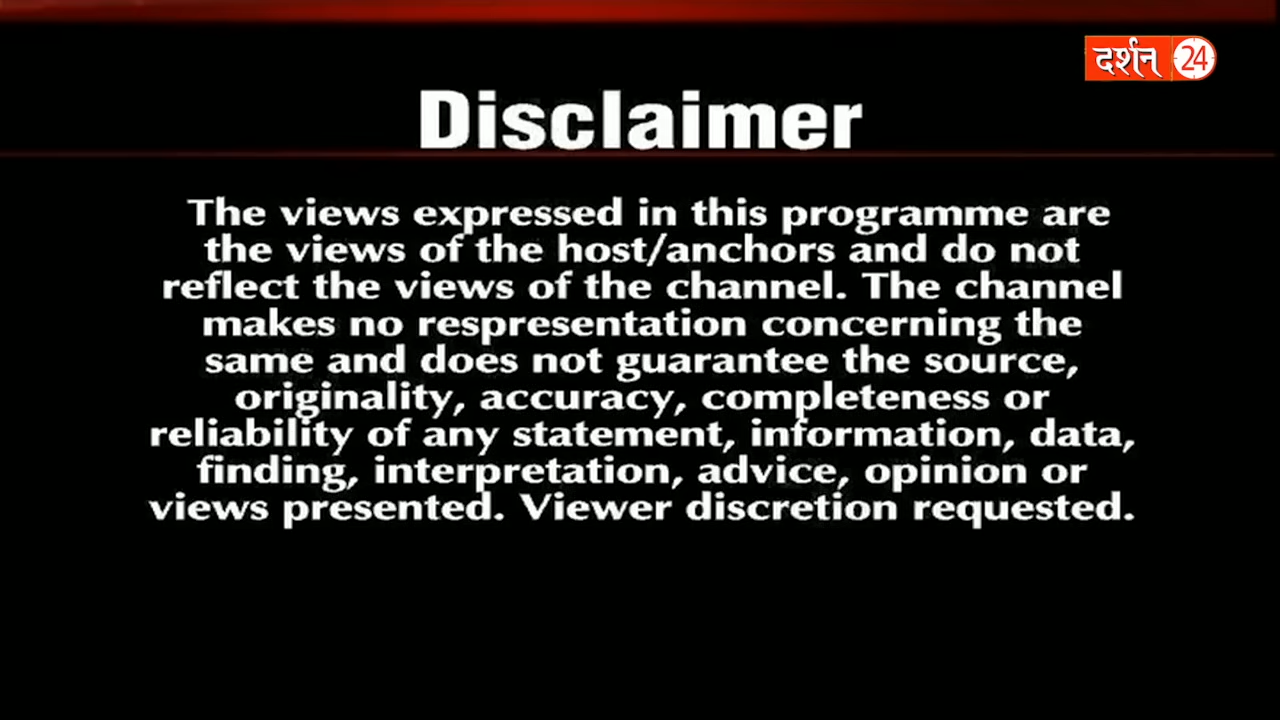 दर्शन 24
Disclaimer
The views expressed in this programme are
the views of the host/anchors and do not
reflect the views of the channel. The channel
makes no respresentation concerning the
same and does not guarantee the source,
originality, accuracy, completeness or
reliability of any statement, information, data,
finding, interpretation, advice, opinion or
views presented. Viewer discretion requested.